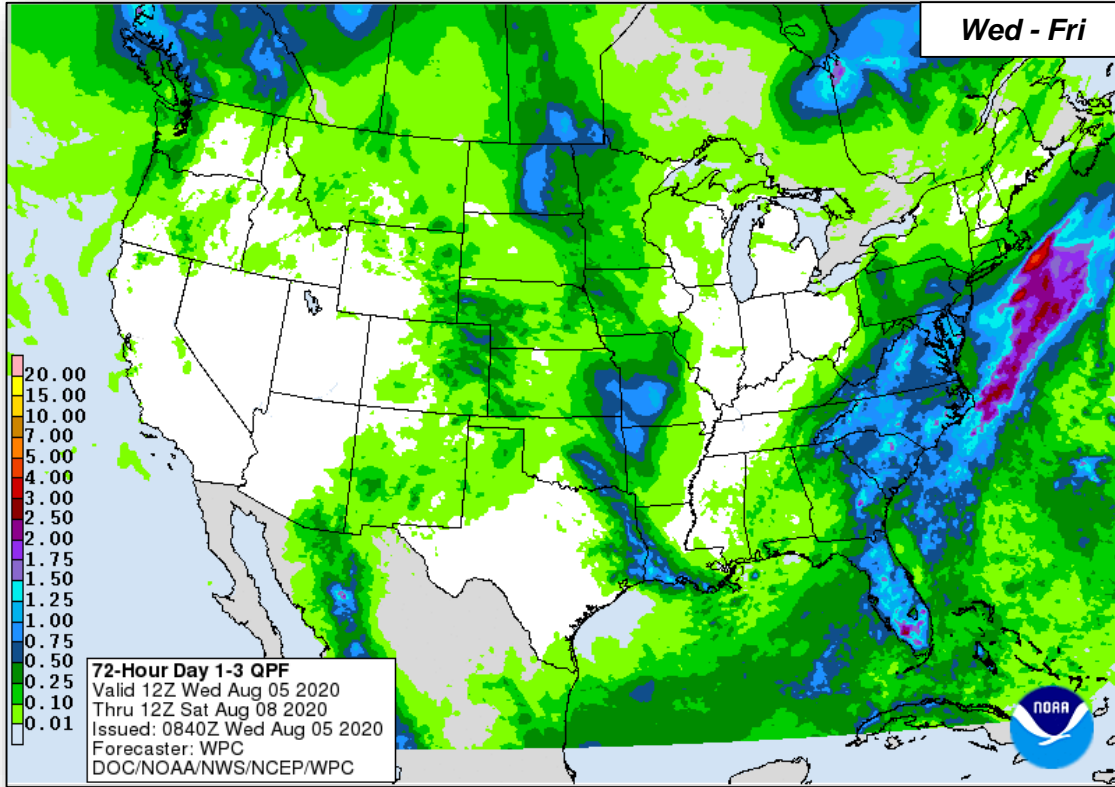 Wed - Fri
20.00
15.00
10.00
7.00
5.00
4.00
3.00
2.50
2.00
1.75
1.50
1.25
1.00
0.75
0.50
0.25
0.10
0.01
72-Hour Day 1-3 QPF
Valid 12Z Wed Aug 05 2020
Thru 12Z Sat Aug 08 2020
Issued: 0840Z Wed Aug 05 2020
Forecaster: WPC
DOC/NOAA/NWS/NCEP/WPC
NOAA